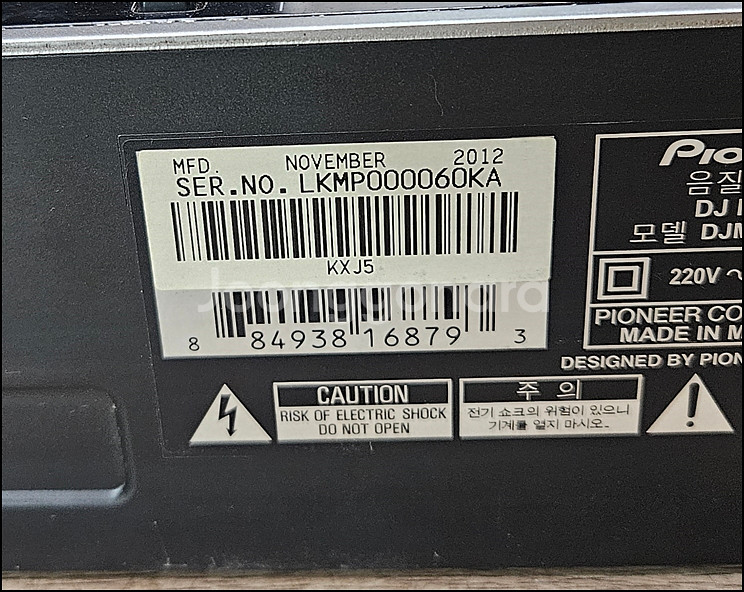 MFD. NOVEMBER 2012
SER.NO. LKMP000060KA
KXJ5
Joonggonara
8 84938 16879 3
음질
DJ
모델 DJM
220V ~
PIONEER CO
MADE IN M
DESIGNED BY PION
CAUTION
RISK OF ELECTRIC SHOCK
DO NOT OPEN
주 의
전기 쇼크의 위험이 있으니
기계를 열지 마시오.